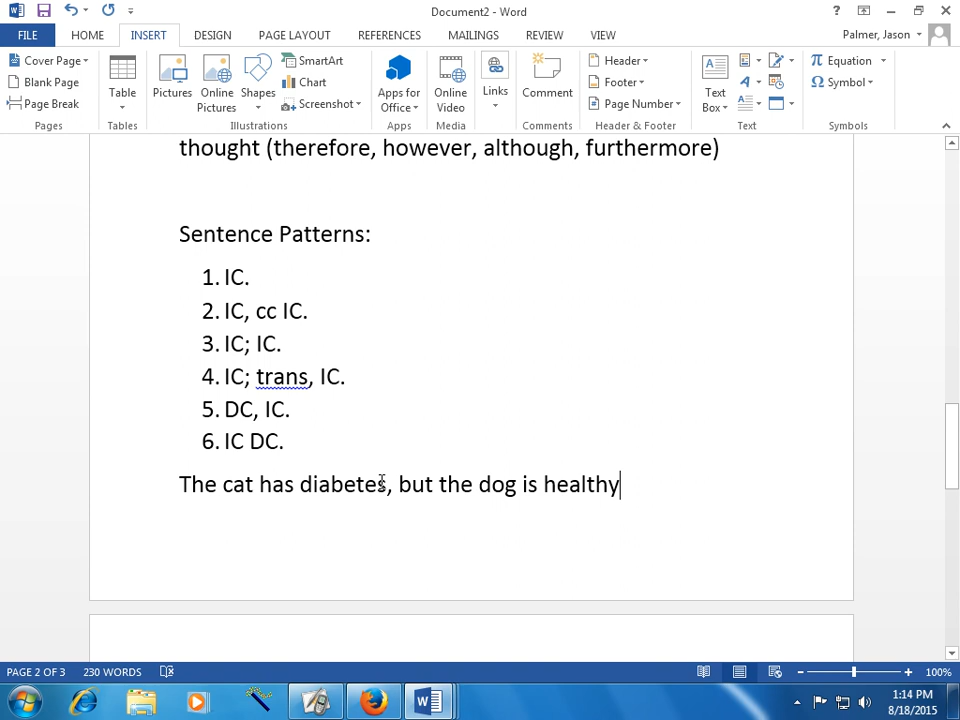 Document2 - Word
?
FILE HOME INSERT DESIGN PAGE LAYOUT REFERENCES MAILINGS REVIEW VIEW Palmer, Jason
Cover Page
Blank Page
Page Break
Pages
Table
Tables
Pictures
Online Pictures
Shapes
SmartArt
Chart
Screenshot
Illustrations
Apps for Office
Apps
Online Video
Media
Links
Comment
Comments
Header
Footer
Page Number
Header & Footer
Text Box
Text
Equation
Symbol
Symbols
thought (therefore, however, although, furthermore)
Sentence Patterns:
1. IC.
2. IC, cc IC.
3. IC; IC.
4. IC; trans, IC.
5. DC, IC.
6. IC DC.
The cat has diabetes, but the dog is healthy
PAGE 2 OF 3 230 WORDS 100%
1:14 PM
8/18/2015